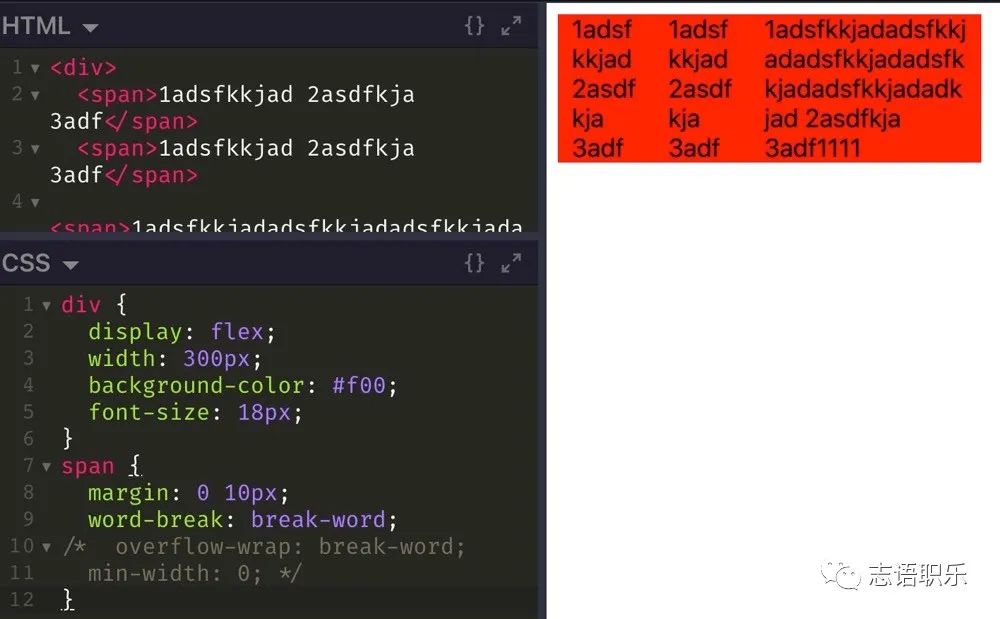 HTML
{}
1 <div>
2 <span>1adsfkkjad 2asdfkja
3adf</span>
3 <span>1adsfkkjad 2asdfkja
3adf</span>
4
<span>1adsfkkjadadsfkkjadadsfkkjada
CSS
{}
1 div {
2 display: flex;
3 width: 300px;
4 background-color: #f00;
5 font-size: 18px;
6 }
7 span {
8 margin: 0 10px;
9 word-break: break-word;
10 /* overflow-wrap: break-word;
11 min-width: 0; */
12 }
1adsf
kkjad
2asdf
kja
3adf
1adsf
kkjad
2asdf
kja
3adf
1adsfkkjadadsfkkj
adadsfkkjadadsfk
kjadadsfkkjadadk
jad 2asdfkja
3adf1111
志语职乐